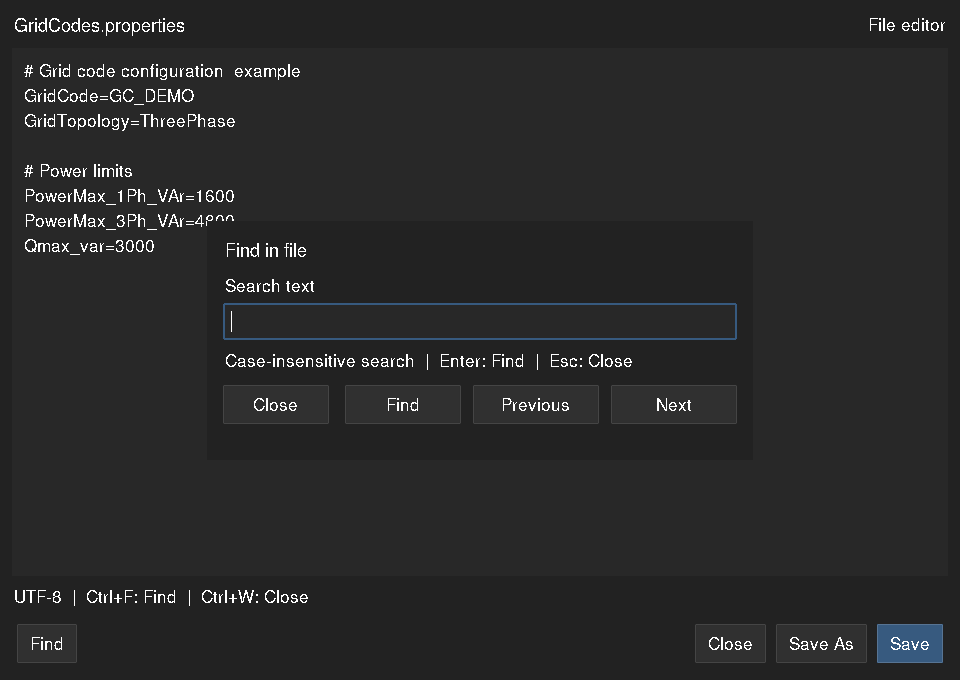 GridCodes.properties
File editor
# Grid code configuration  example
GridCode=GC_DEMO
GridTopology=ThreePhase
# Power limits
PowerMax_1Ph_VAr=1600
PowerMax_3Ph_VAr=4800
Qmax_var=3000
Find in file
Search text
Case-insensitive search | Enter: Find | Esc: Close
Close
Find
Previous
Next
UTF-8 | Ctrl+F: Find | Ctrl+W: Close
Find
Close
Save As
Save